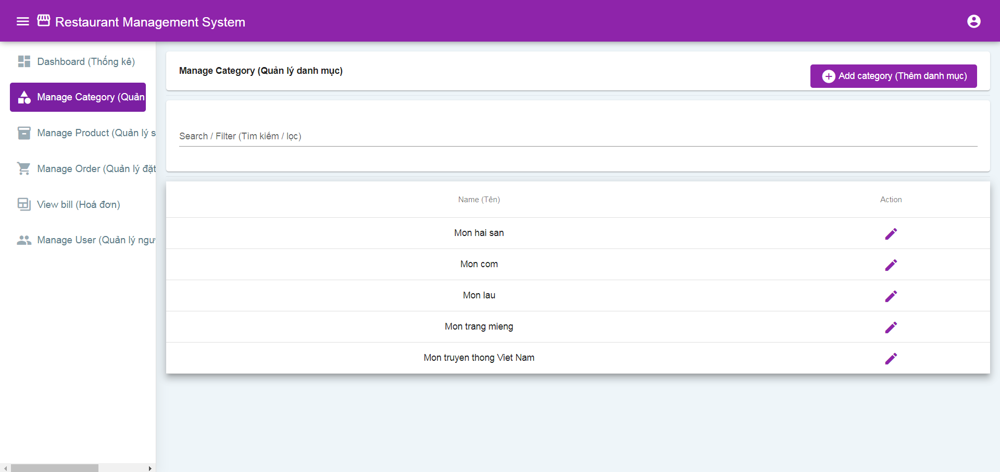 Restaurant Management System
Dashboard (Thống kê)
Manage Category (Quản
Manage Product (Quản lý s
Manage Order (Quản lý đặt
View bill (Hoá đơn)
Manage User (Quản lý ngư
Manage Category (Quản lý danh mục)
Add category (Thêm danh mục)
Search / Filter (Tìm kiếm / lọc)
Name (Tên) Action
Mon hai san
Mon com
Mon lau
Mon trang mieng
Mon truyen thong Viet Nam